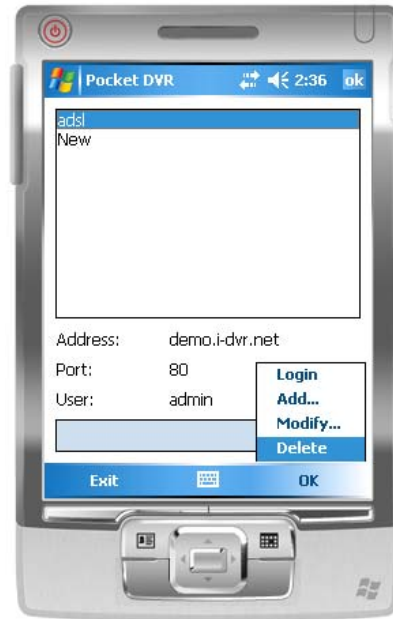 Pocket DVR 2:36 ok
adsl
New
Address: demo.i-dvr.net
Port: 80
User: admin
Login
Add...
Modify...
Delete
Exit OK